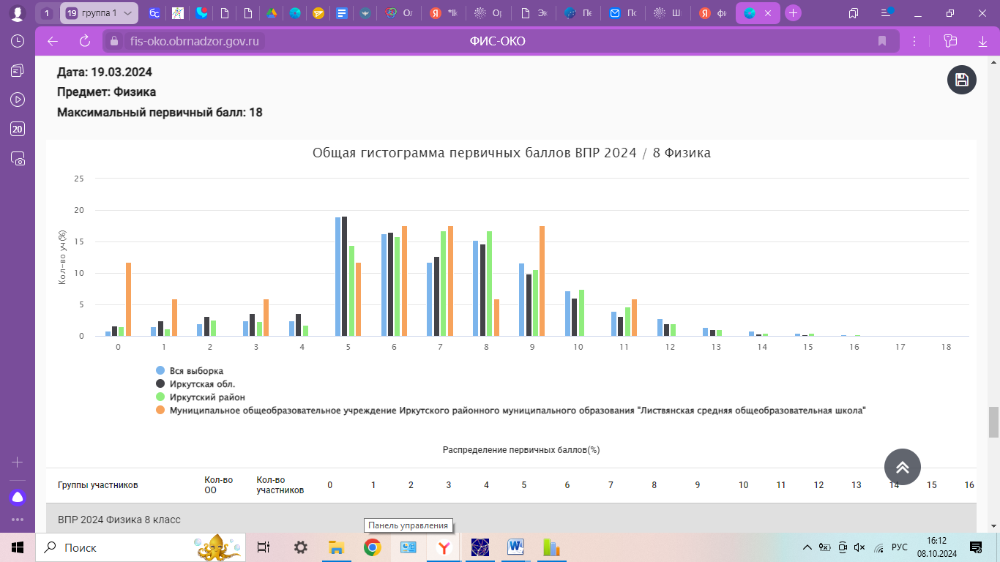 1
19 группа 1
бС
Ол
*Iк
Ор
Эк
Пе
По
Ш
фи
fis-oko.obrnadzor.gov.ru
ФИС-ОКО
20
Дата: 19.03.2024
Предмет: Физика
Максимальный первичный балл: 18
Общая гистограмма первичных баллов ВПР 2024 / 8 Физика
Кол-во уч(%)
25
20
15
10
5
0
0 1 2 3 4 5 6 7 8 9 10 11 12 13 14 15 16 17 18
Вся выборка
Иркутская обл.
Иркутский район
Муниципальное общеобразовательное учреждение Иркутского районного муниципального образования "Листвянская средняя общеобразовательная школа"
Распределение первичных баллов(%)
Группы участников Кол-во ОО Кол-во участников 0 1 2 3 4 5 6 7 8 9 10 11 12 13 14 15 16
ВПР 2024 Физика 8 класс
Панель управления
Поиск
РУС
16:12
08.10.2024